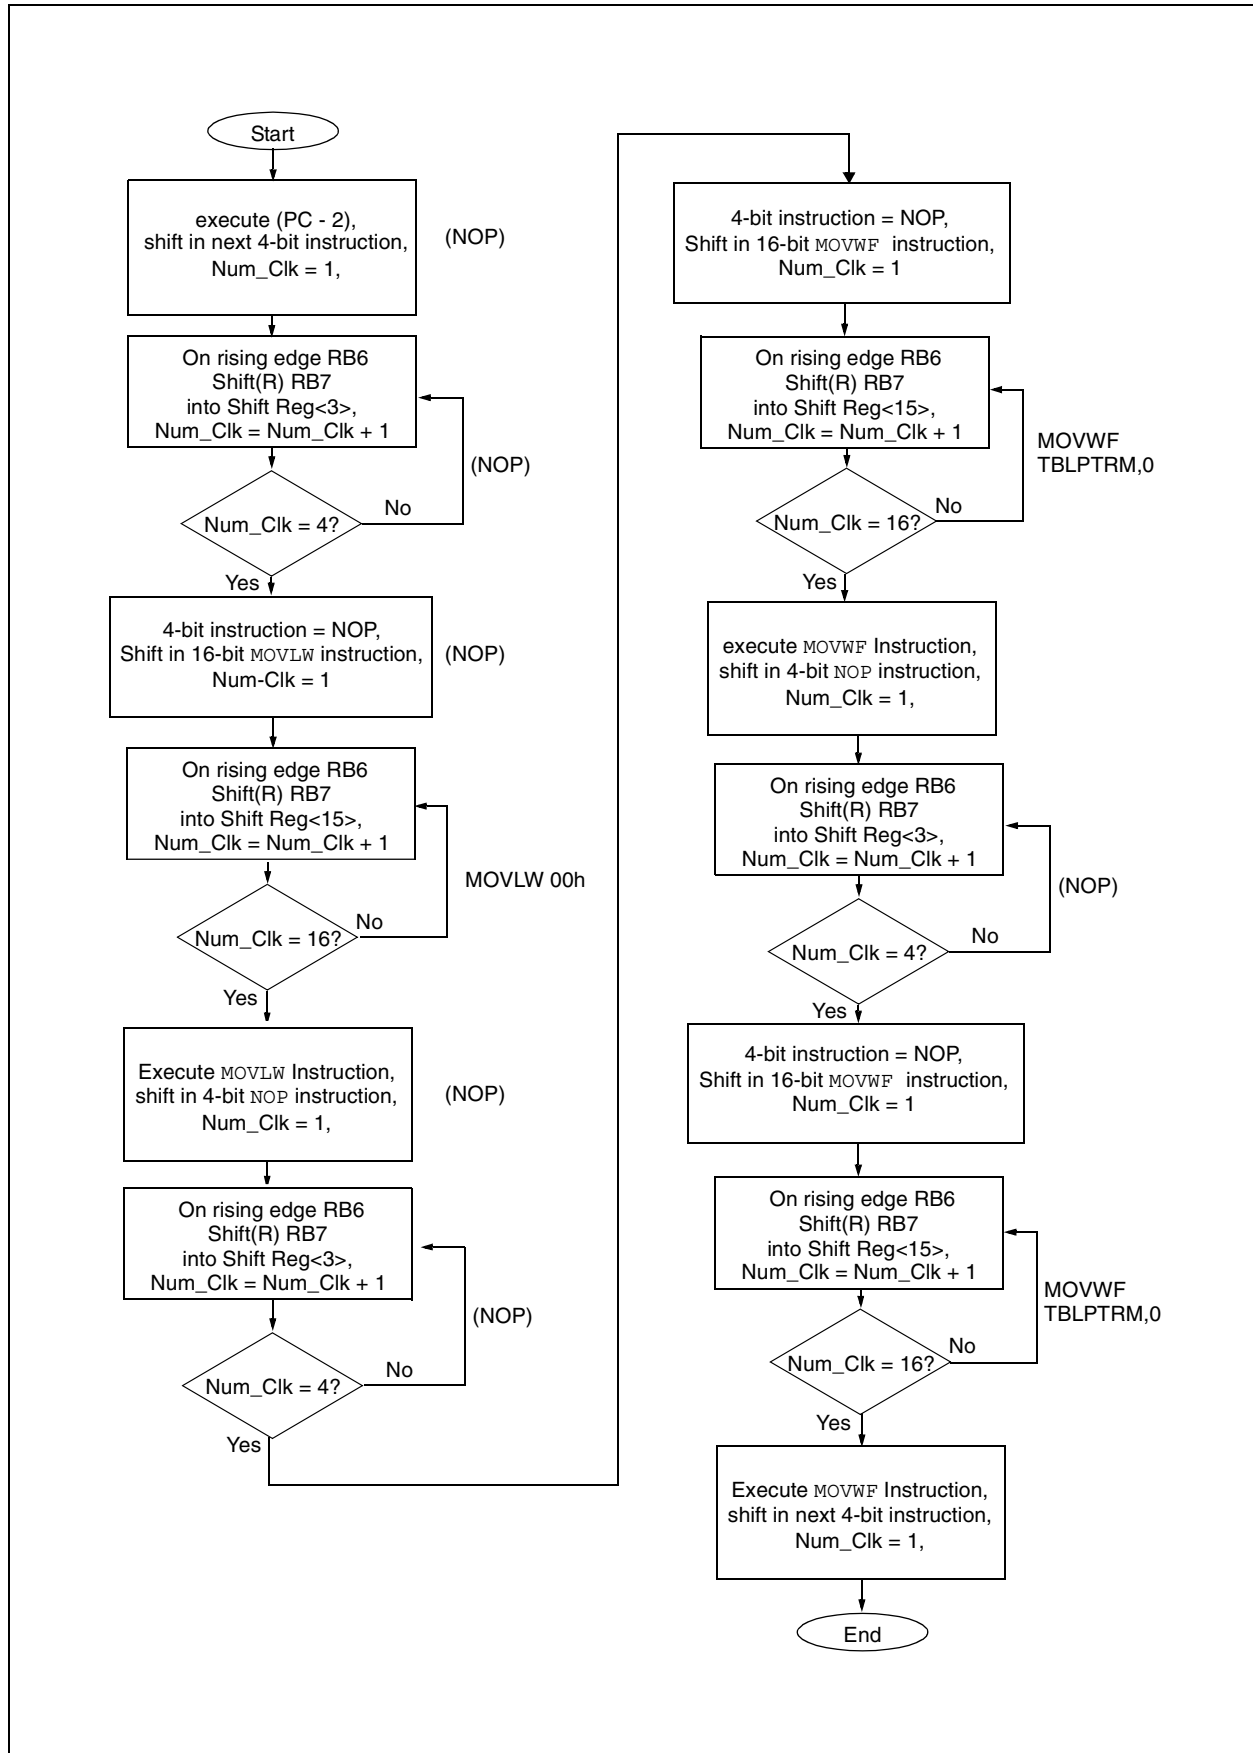 Start
execute (PC - 2),
shift in next 4-bit instruction,
Num_Clk = 1,
(NOP)
On rising edge RB6
Shift(R) RB7
into Shift Reg<3>,
Num_Clk = Num_Clk + 1
(NOP)
Num_Clk = 4?
No
Yes
4-bit instruction = NOP,
Shift in 16-bit MOVLW instruction,
Num-Clk = 1
(NOP)
On rising edge RB6
Shift(R) RB7
into Shift Reg<15>,
Num_Clk = Num_Clk + 1
MOVLW 00h
Num_Clk = 16?
No
Yes
Execute MOVLW Instruction,
shift in 4-bit NOP instruction,
Num_Clk = 1,
(NOP)
On rising edge RB6
Shift(R) RB7
into Shift Reg<3>,
Num_Clk = Num_Clk + 1
(NOP)
Num_Clk = 4?
No
Yes
4-bit instruction = NOP,
Shift in 16-bit MOVWF instruction,
Num_Clk = 1
On rising edge RB6
Shift(R) RB7
into Shift Reg<15>,
Num_Clk = Num_Clk + 1
MOVWF
TBLPTRM,0
Num_Clk = 16?
No
Yes
execute MOVWF Instruction,
shift in 4-bit NOP instruction,
Num_Clk = 1,
On rising edge RB6
Shift(R) RB7
into Shift Reg<3>,
Num_Clk = Num_Clk + 1
(NOP)
Num_Clk = 4?
No
Yes
4-bit instruction = NOP,
Shift in 16-bit MOVWF instruction,
Num_Clk = 1
On rising edge RB6
Shift(R) RB7
into Shift Reg<15>,
Num_Clk = Num_Clk + 1
MOVWF
TBLPTRM,0
Num_Clk = 16?
No
Yes
Execute MOVWF Instruction,
shift in next 4-bit instruction,
Num_Clk = 1,
End